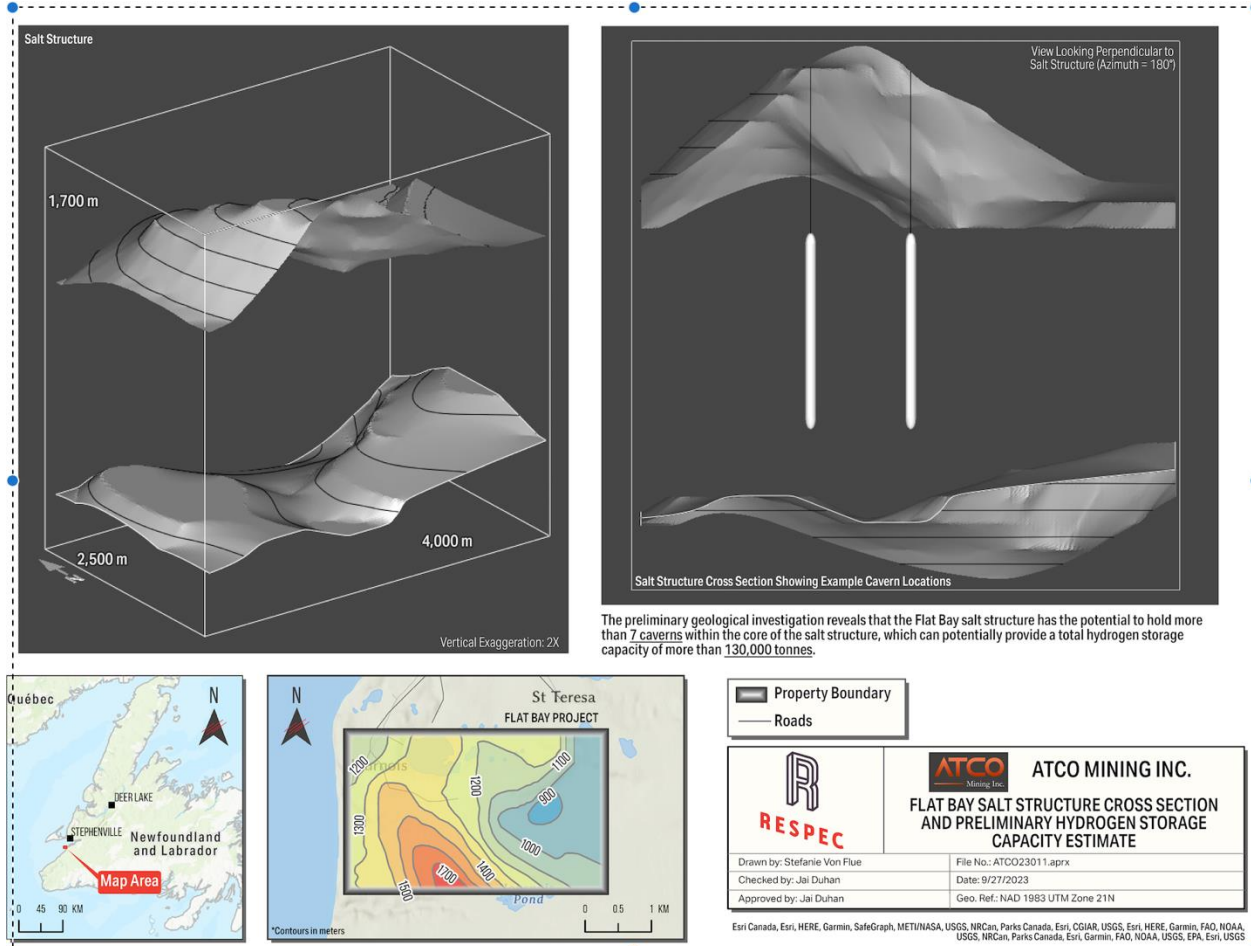 Salt Structure
1,700 m
2,500 m
4,000 m
N
Vertical Exaggeration: 2X
View Looking Perpendicular to
Salt Structure (Azimuth = 180°)
Salt Structure Cross Section Showing Example Cavern Locations
The preliminary geological investigation reveals that the Flat Bay salt structure has the potential to hold more
than 7 caverns within the core of the salt structure, which can potentially provide a total hydrogen storage
capacity of more than 130,000 tonnes.
Québec
N
DEER LAKE
STEPHENVILLE
Newfoundland
and Labrador
Map Area
0 45 90 KM
N
St Teresa
FLAT BAY PROJECT
1200
1100
1200
900
1300
1000
1400
1700
1500
Pond
*Contours in meters
0 0.5 1 KM
Property Boundary
Roads
RESPEC
ATCO
Mining Inc.
ATCO MINING INC.
FLAT BAY SALT STRUCTURE CROSS SECTION
AND PRELIMINARY HYDROGEN STORAGE
CAPACITY ESTIMATE
Drawn by: Stefanie Von Flue
File No.: ATCO23011.aprx
Checked by: Jai Duhan
Date: 9/27/2023
Approved by: Jai Duhan
Geo. Ref.: NAD 1983 UTM Zone 21N
Esri Canada, Esri, HERE, Garmin, SafeGraph, METI/NASA, USGS, NRCan, Parks Canada, Esri, CGIAR, USGS, Esri, HERE, Garmin, FAO, NOAA,
USGS, NRCan, Parks Canada, Esri, Garmin, FAO, NOAA, USGS, EPA, Esri, USGS